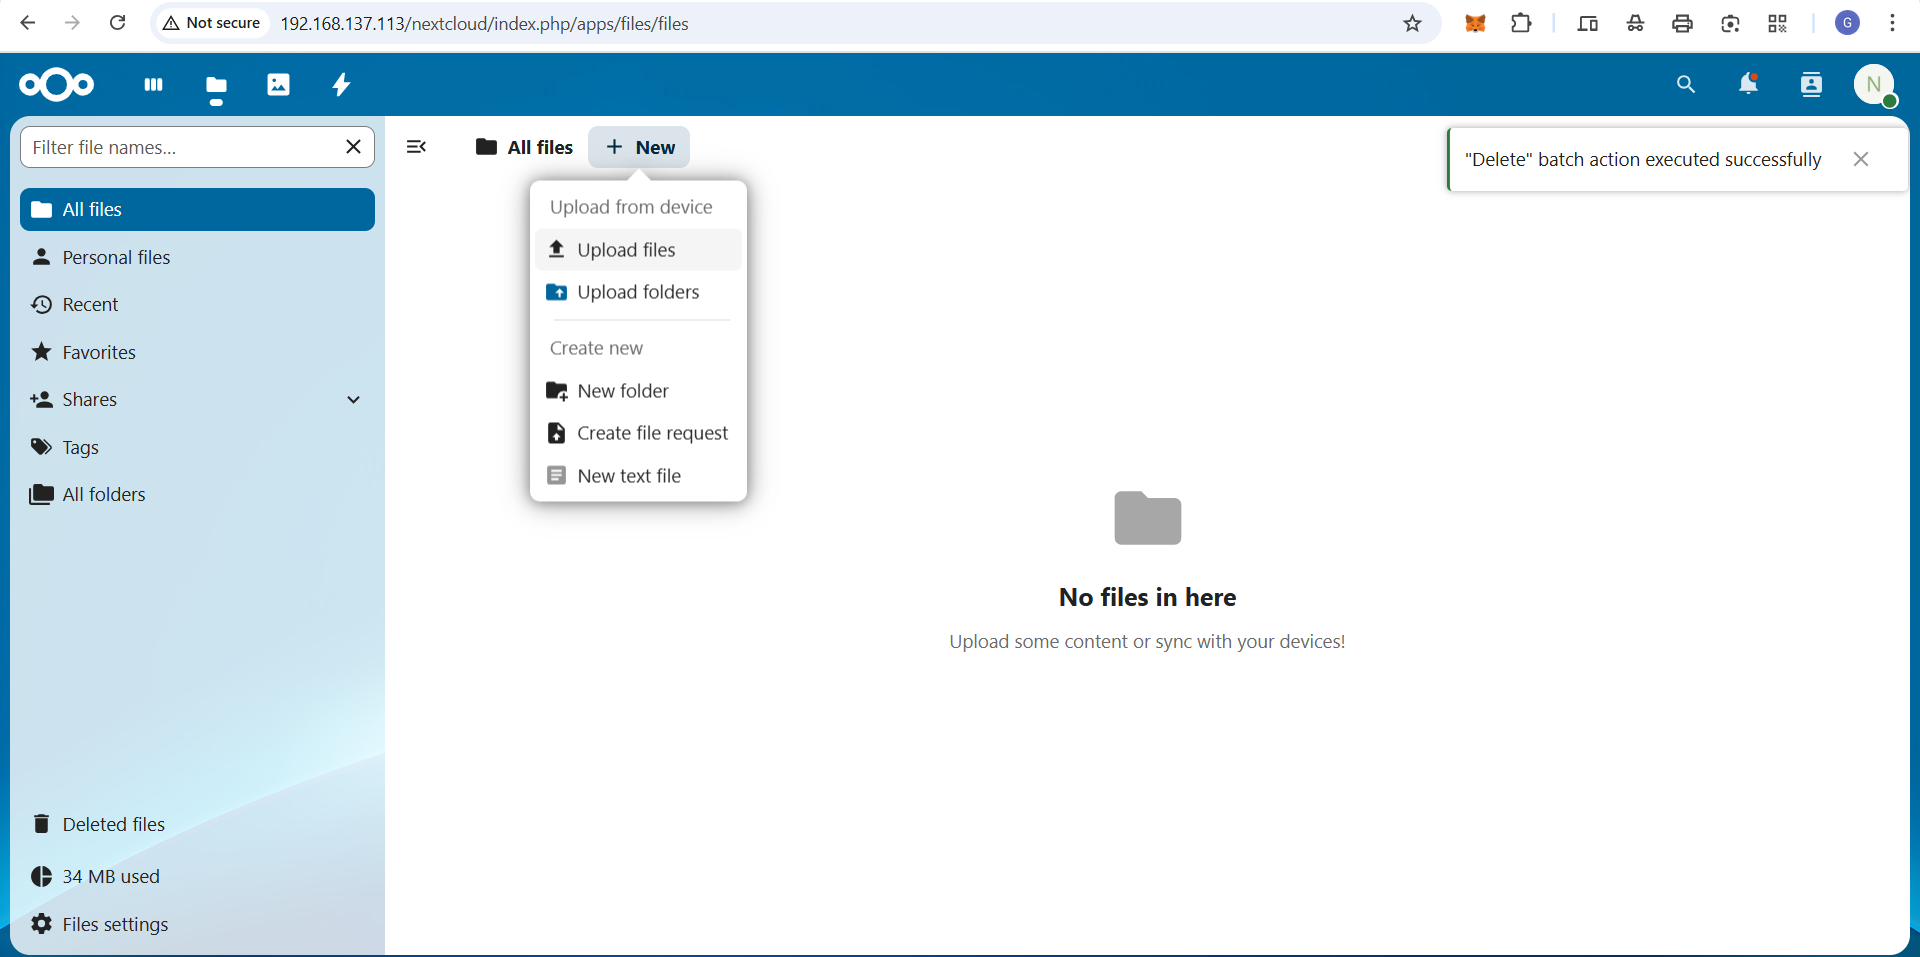 Not secure
192.168.137.113/nextcloud/index.php/apps/files/files
G
N
Filter file names...
All files
+ New
"Delete" batch action executed successfully
Upload from device
All files
Upload files
Personal files
Upload folders
Recent
Create new
Favorites
New folder
Shares
Create file request
Tags
New text file
All folders
No files in here
Upload some content or sync with your devices!
Deleted files
34 MB used
Files settings